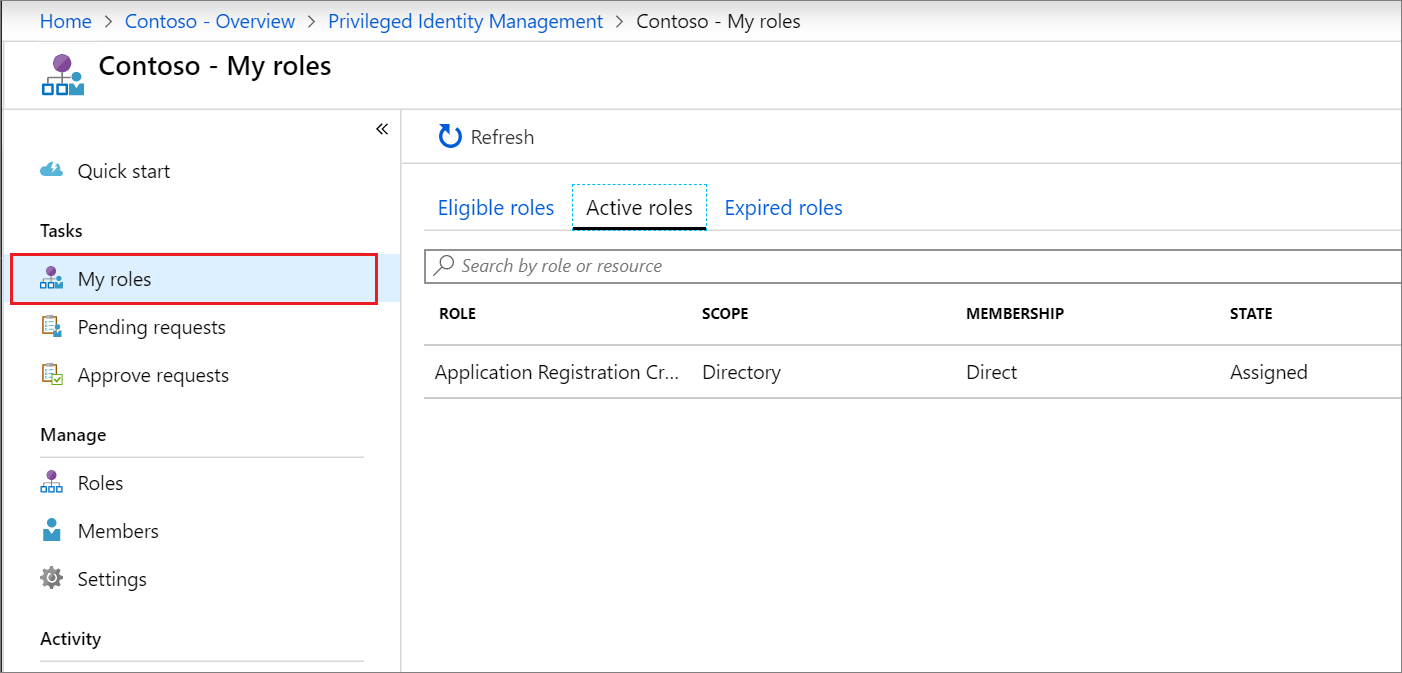 Home > Contoso - Overview > Privileged Identity Management > Contoso - My roles
Contoso - My roles
«
Quick start
Tasks
My roles
Pending requests
Approve requests
Manage
Roles
Members
Settings
Activity
Refresh
Eligible roles Active roles Expired roles
Search by role or resource
ROLE SCOPE MEMBERSHIP STATE
Application Registration Cr... Directory Direct Assigned